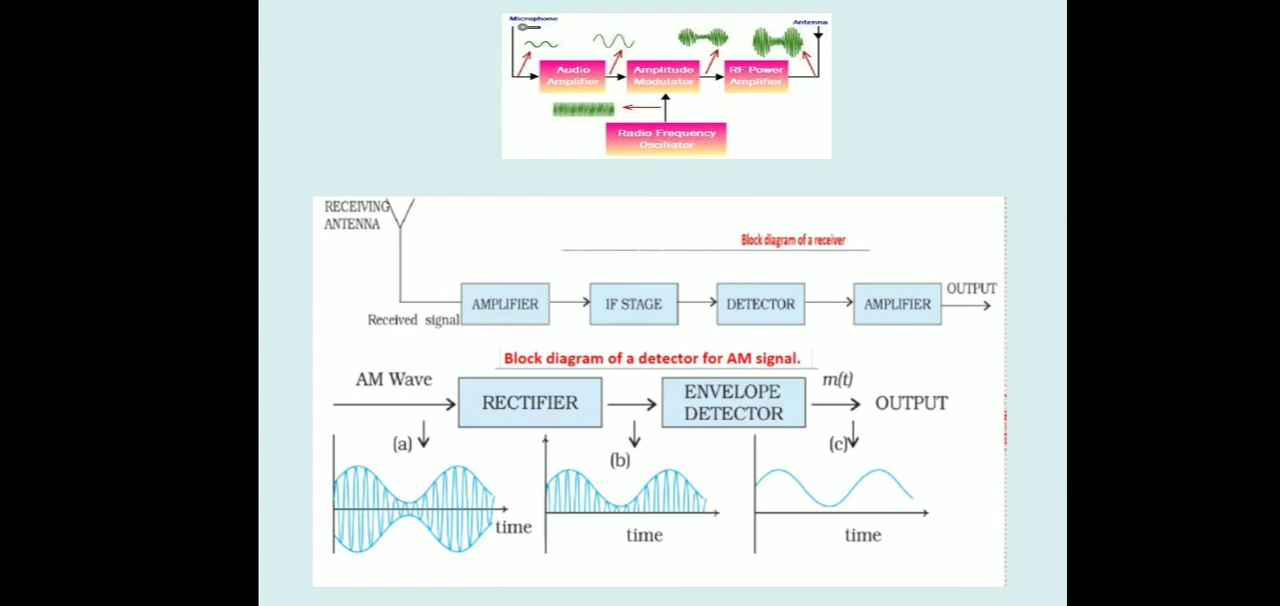 Microphone
Antenna
Audio
Amplifier
Amplitude
Modulator
RF Power
Amplifier
Radio Frequency
Oscillator
RECEIVING
ANTENNA
Block diagram of a receiver
AMPLIFIER
IF STAGE
DETECTOR
AMPLIFIER
OUTPUT
Received signal
Block diagram of a detector for AM signal.
AM Wave
RECTIFIER
ENVELOPE
DETECTOR
m(t)
OUTPUT
(a)
(b)
(c)
time
time
time